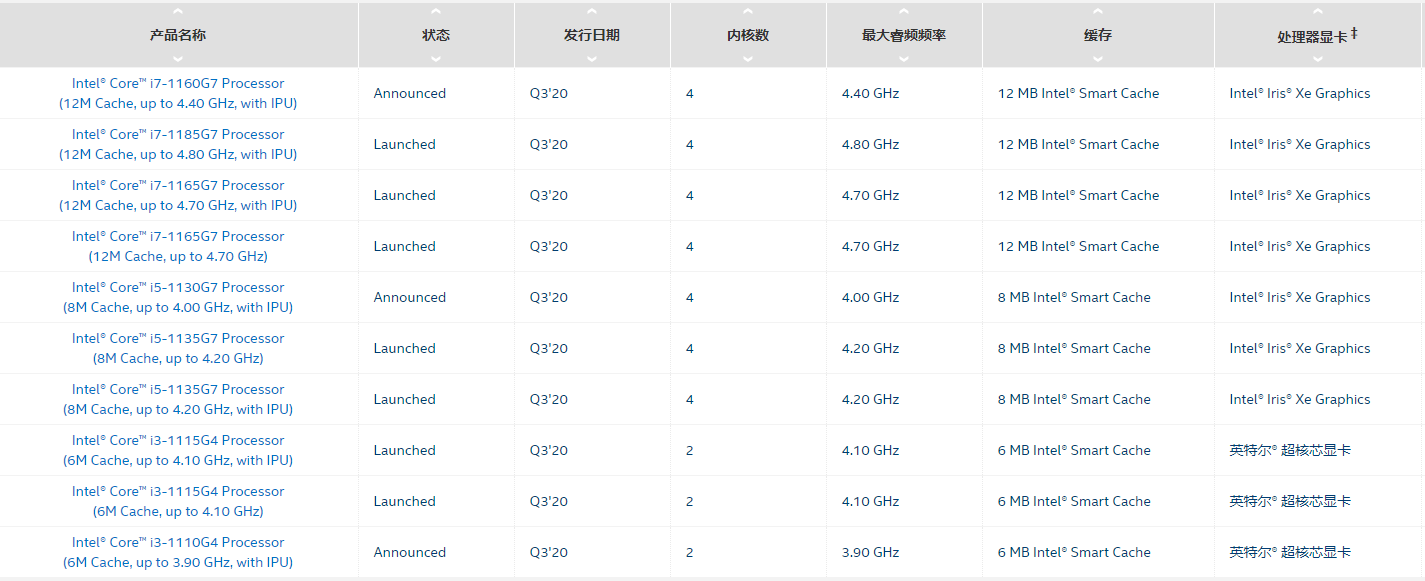 产品名称 状态 发行日期 内核数 最大睿频频率 缓存 处理器显卡‡
Intel® Core™ i7-1160G7 Processor
(12M Cache, up to 4.40 GHz, with IPU) Announced Q3'20 4 4.40 GHz 12 MB Intel® Smart Cache Intel® Iris® Xe Graphics
Intel® Core™ i7-1185G7 Processor
(12M Cache, up to 4.80 GHz, with IPU) Launched Q3'20 4 4.80 GHz 12 MB Intel® Smart Cache Intel® Iris® Xe Graphics
Intel® Core™ i7-1165G7 Processor
(12M Cache, up to 4.70 GHz, with IPU) Launched Q3'20 4 4.70 GHz 12 MB Intel® Smart Cache Intel® Iris® Xe Graphics
Intel® Core™ i7-1165G7 Processor
(12M Cache, up to 4.70 GHz) Launched Q3'20 4 4.70 GHz 12 MB Intel® Smart Cache Intel® Iris® Xe Graphics
Intel® Core™ i5-1130G7 Processor
(8M Cache, up to 4.00 GHz, with IPU) Announced Q3'20 4 4.00 GHz 8 MB Intel® Smart Cache Intel® Iris® Xe Graphics
Intel® Core™ i5-1135G7 Processor
(8M Cache, up to 4.20 GHz) Launched Q3'20 4 4.20 GHz 8 MB Intel® Smart Cache Intel® Iris® Xe Graphics
Intel® Core™ i5-1135G7 Processor
(8M Cache, up to 4.20 GHz, with IPU) Launched Q3'20 4 4.20 GHz 8 MB Intel® Smart Cache Intel® Iris® Xe Graphics
Intel® Core™ i3-1115G4 Processor
(6M Cache, up to 4.10 GHz, with IPU) Launched Q3'20 2 4.10 GHz 6 MB Intel® Smart Cache 英特尔® 超核芯显卡
Intel® Core™ i3-1115G4 Processor
(6M Cache, up to 4.10 GHz) Launched Q3'20 2 4.10 GHz 6 MB Intel® Smart Cache 英特尔® 超核芯显卡
Intel® Core™ i3-1110G4 Processor
(6M Cache, up to 3.90 GHz, with IPU) Announced Q3'20 2 3.90 GHz 6 MB Intel® Smart Cache 英特尔® 超核芯显卡